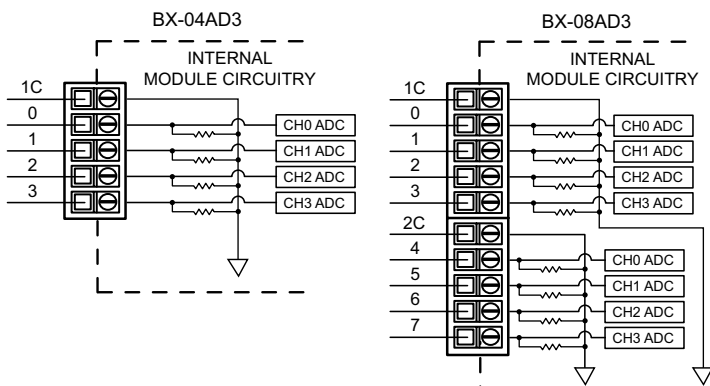 BX-04AD3
INTERNAL
MODULE CIRCUITRY
1C
0
CH0 ADC
1
CH1 ADC
2
CH2 ADC
3
CH3 ADC
BX-08AD3
INTERNAL
MODULE CIRCUITRY
1C
0
CH0 ADC
1
CH1 ADC
2
CH2 ADC
3
CH3 ADC
2C
4
CH0 ADC
5
CH1 ADC
6
CH2 ADC
7
CH3 ADC